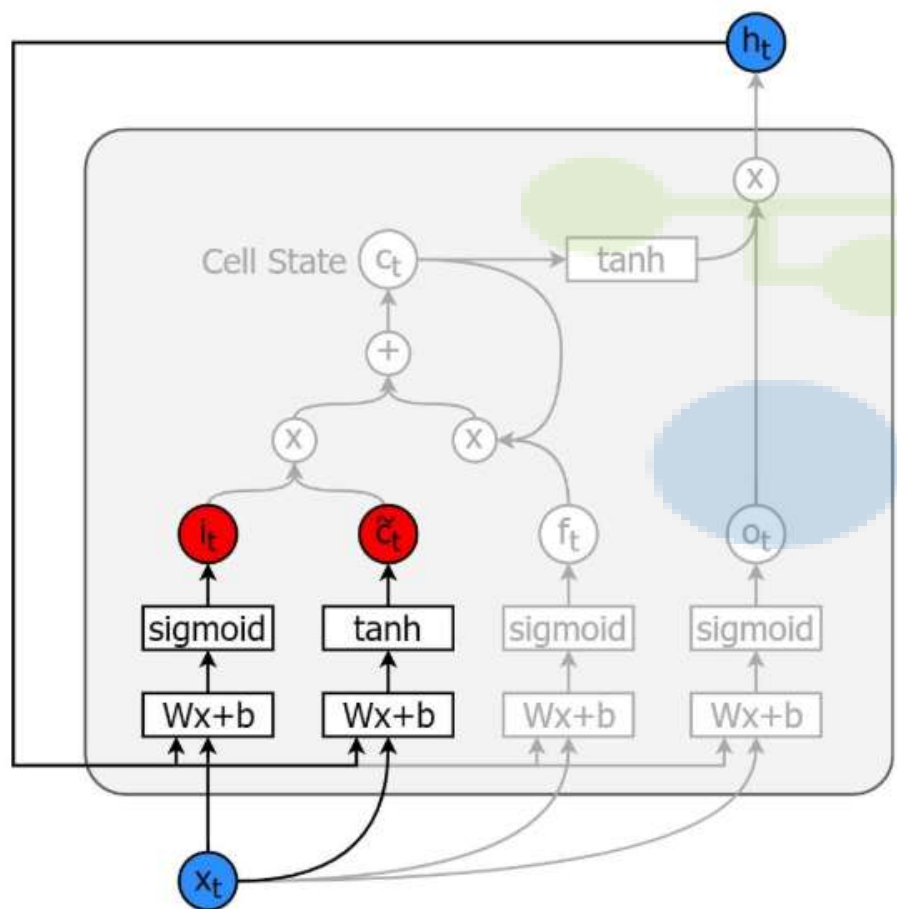 hₜ
x
Cell State cₜ tanh
+
x x
iₜ c̃ₜ fₜ oₜ
sigmoid tanh sigmoid sigmoid
Wx+b Wx+b Wx+b Wx+b
xₜ